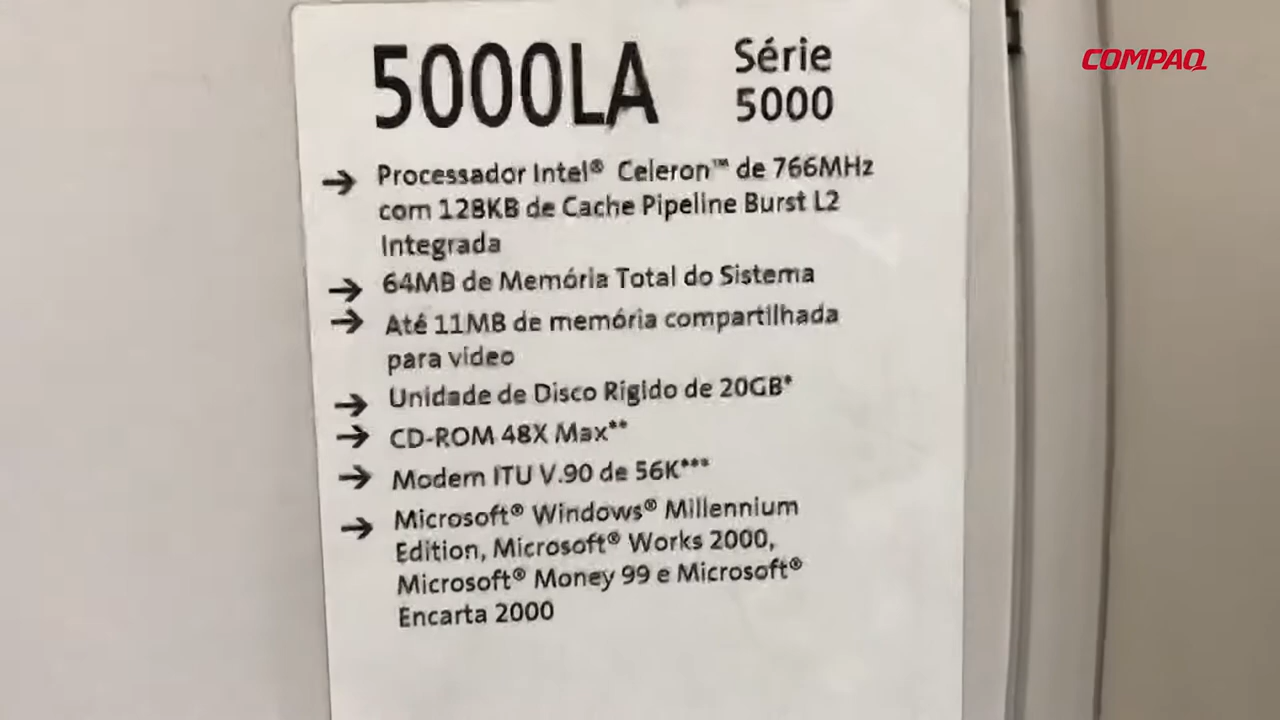 COMPAQ
5000LA
Série
5000
→ Processador Intel® Celeron™ de 766MHz
com 128KB de Cache Pipeline Burst L2
Integrada
→ 64MB de Memória Total do Sistema
→ Até 11MB de memória compartilhada
para vídeo
→ Unidade de Disco Rígido de 20GB*
→ CD-ROM 48X Max**
→ Modem ITU V.90 de 56K***
→ Microsoft® Windows® Millennium
Edition, Microsoft® Works 2000,
Microsoft® Money 99 e Microsoft®
Encarta 2000